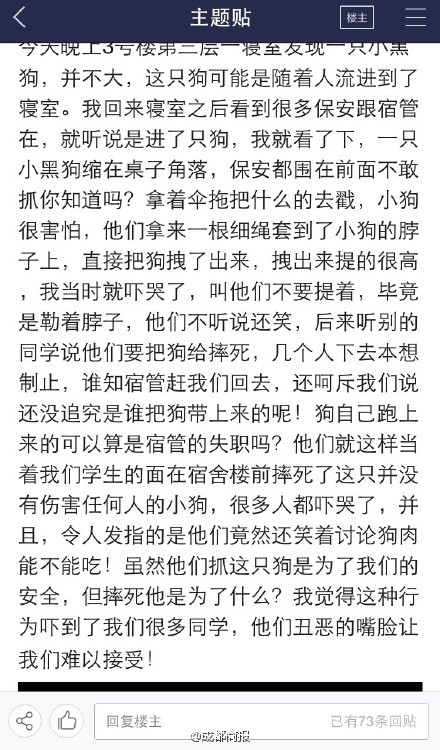 主题贴
楼主
今天晚上3号楼第三层一寝室发现一只小黑
狗，并不大，这只狗可能是随着人流进到了
寝室。我回来寝室之后看到很多保安跟宿管
在，就听说是进了只狗，我就看了下，一只
小黑狗缩在桌子角落，保安都围在前面不敢
抓你知道吗？拿着伞拖把什么的去戳，小狗
很害怕，他们拿来一根细绳套到了小狗的脖
子上，直接把狗拽了出来，拽出来提的很高
，我当时就吓哭了，叫他们不要提着，毕竟
是勒着脖子，他们不听说还笑，后来听别的
同学说他们要把狗给摔死，几个人下去本想
制止，谁知宿管赶我们回去，还呵斥我们说
还没追究是谁把狗带上来的呢！狗自己跑上
来的可以算是宿管的失职吗？他们就这样当
着我们学生的面在宿舍楼前摔死了这只并没
有伤害任何人的小狗，很多人都吓哭了，并
且，令人发指的是他们竟然还笑着讨论狗肉
能不能吃！虽然他们抓这只狗是为了我们的
安全，但摔死他是为了什么？我觉得这种行
为吓到了我们很多同学，他们丑恶的嘴脸让
我们难以接受！
回复楼主
已有73条回贴
@成都商报